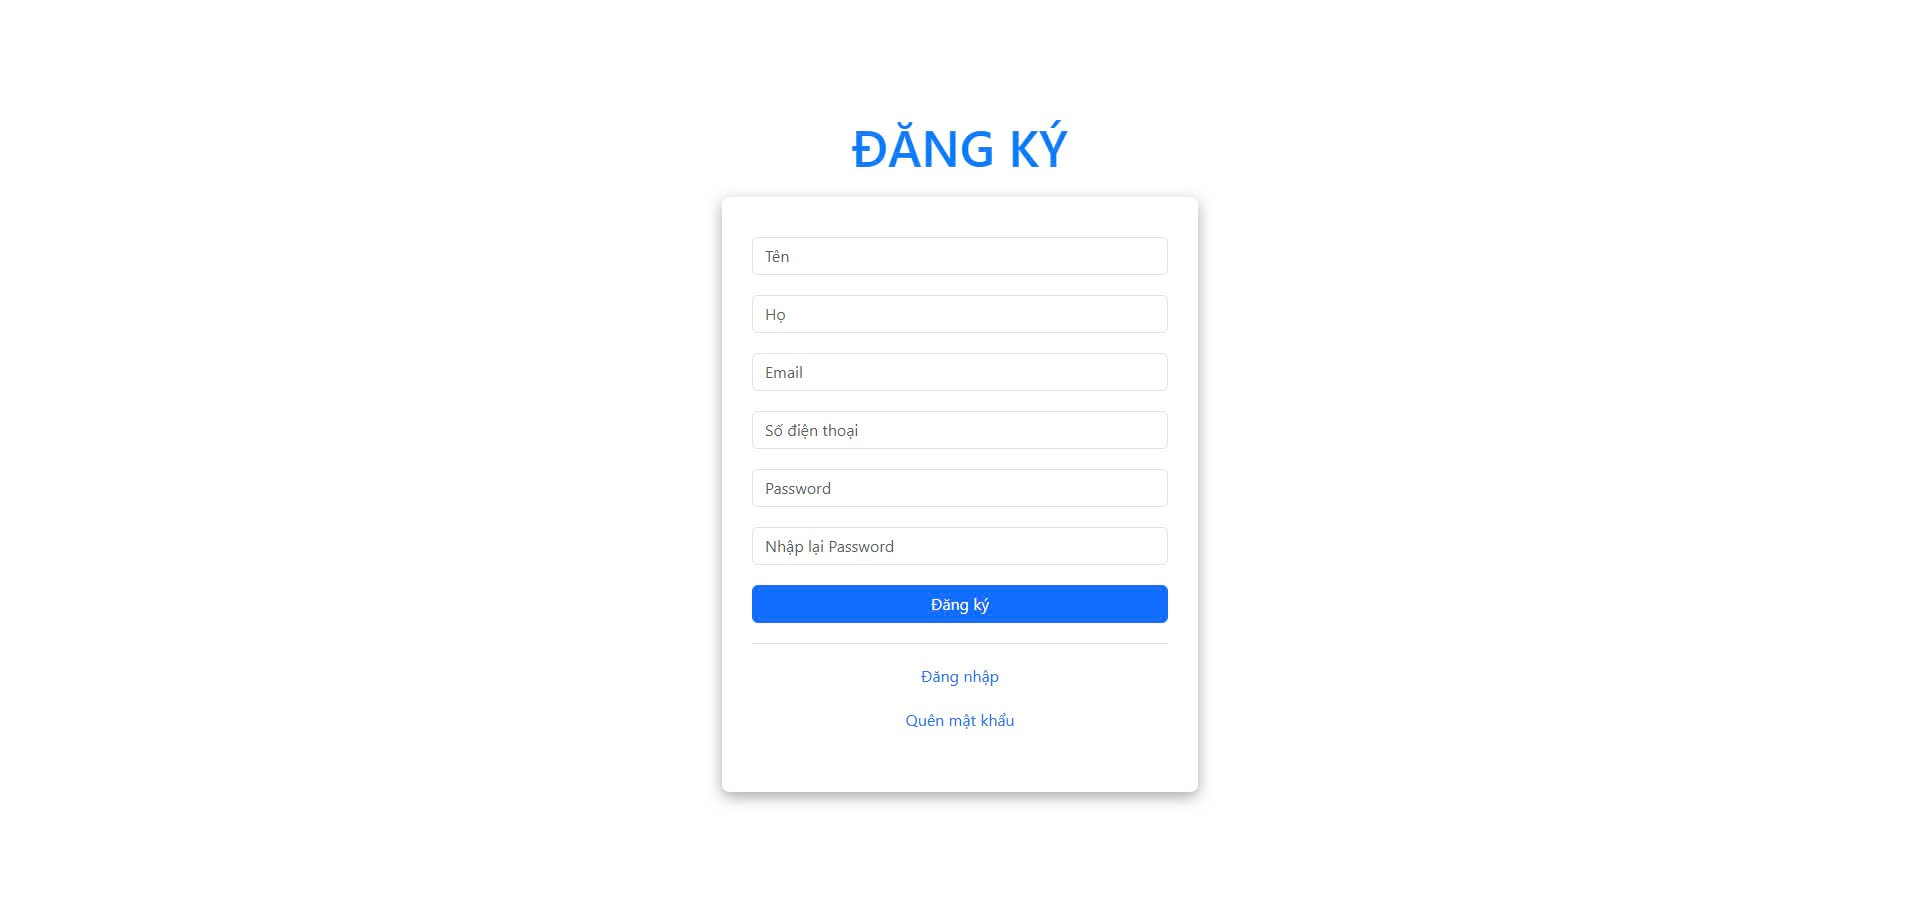 ĐĂNG KÝ
Tên
Họ
Email
Số điện thoại
Password
Nhập lại Password
Đăng ký
Đăng nhập
Quên mật khẩu